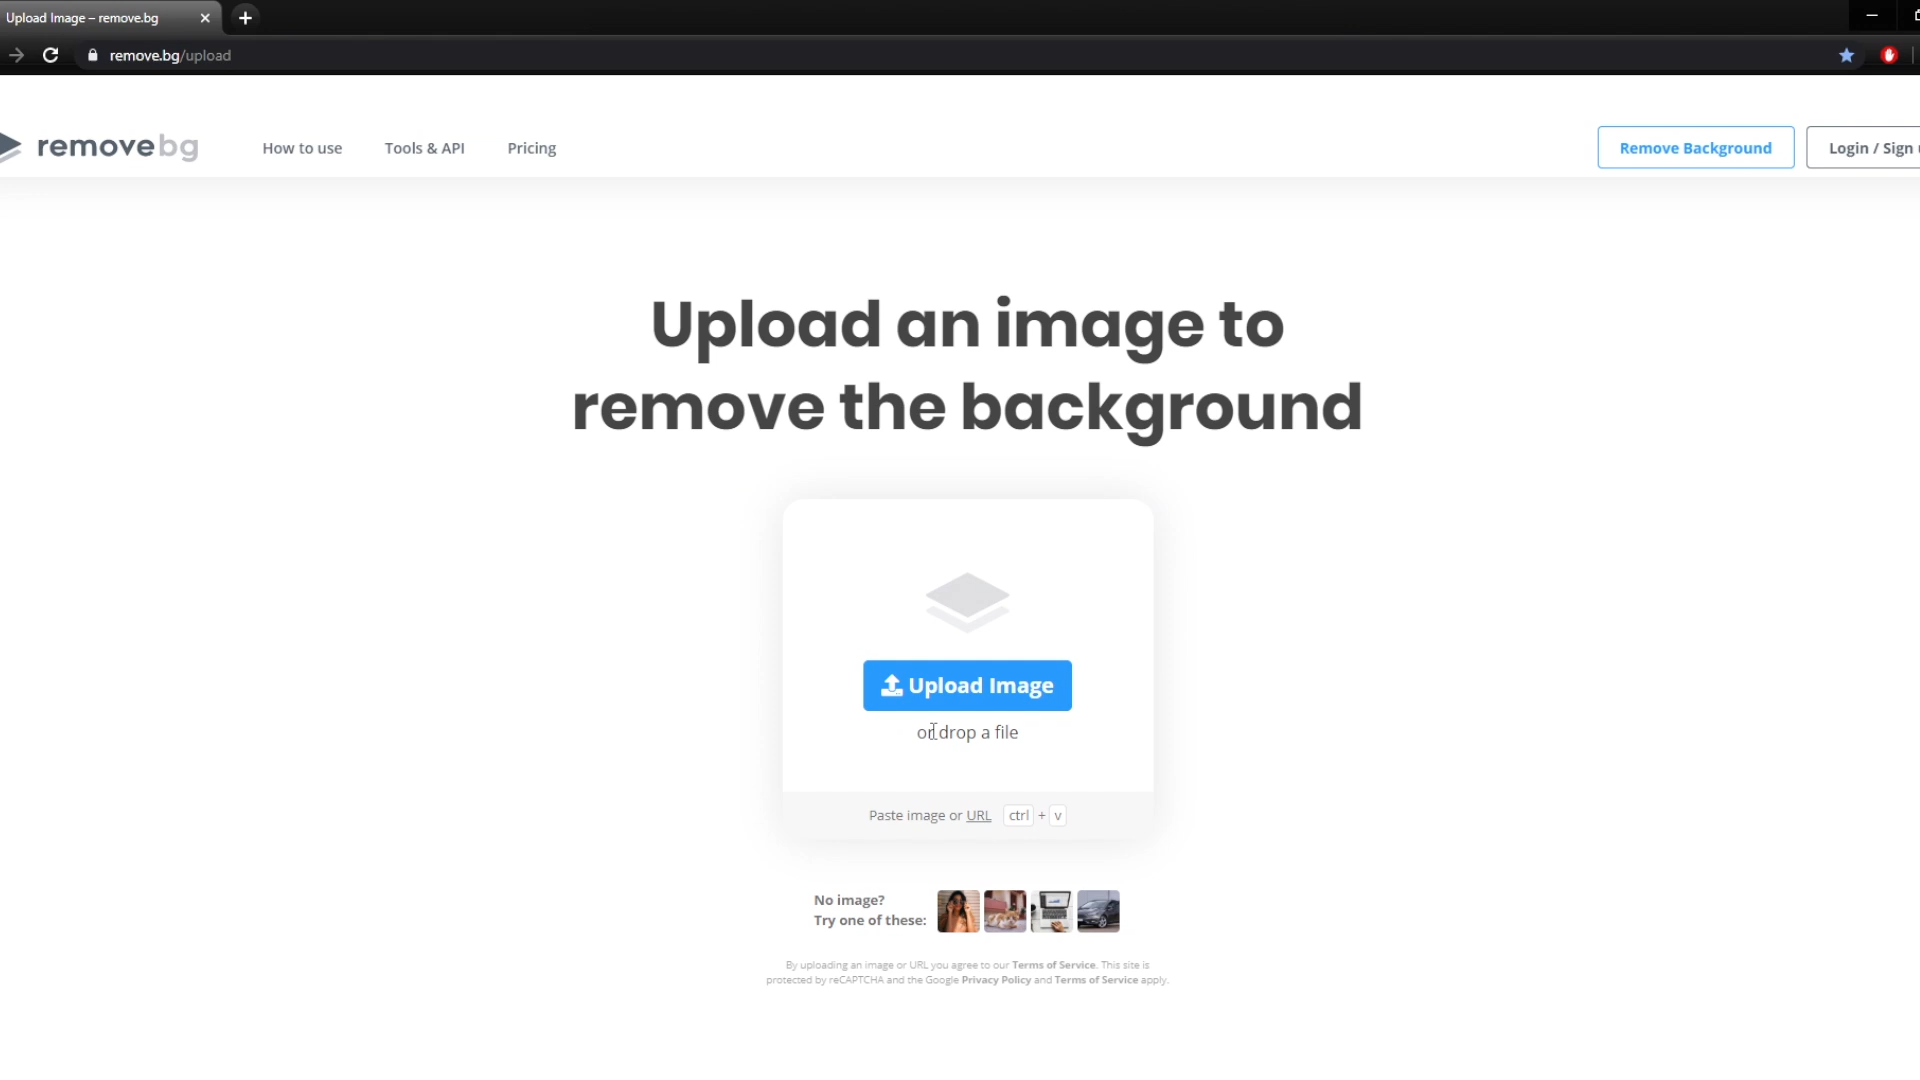 Upload Image – remove.bg
remove.bg/upload
removebg
How to use
Tools & API
Pricing
Remove Background
Login / Sign
Upload an image to
remove the background
Upload Image
or drop a file
Paste image or URL ctrl + v
No image?
Try one of these:
By uploading an image or URL you agree to our Terms of Service. This site is
protected by reCAPTCHA and the Google Privacy Policy and Terms of Service apply.